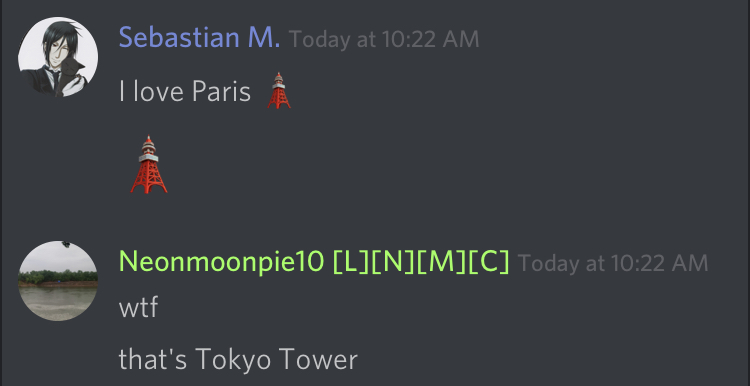 Sebastian M. Today at 10:22 AM
I love Paris 🗼
🗼
Neonmoonpie10 [L][N][M][C] Today at 10:22 AM
wtf
that's Tokyo Tower